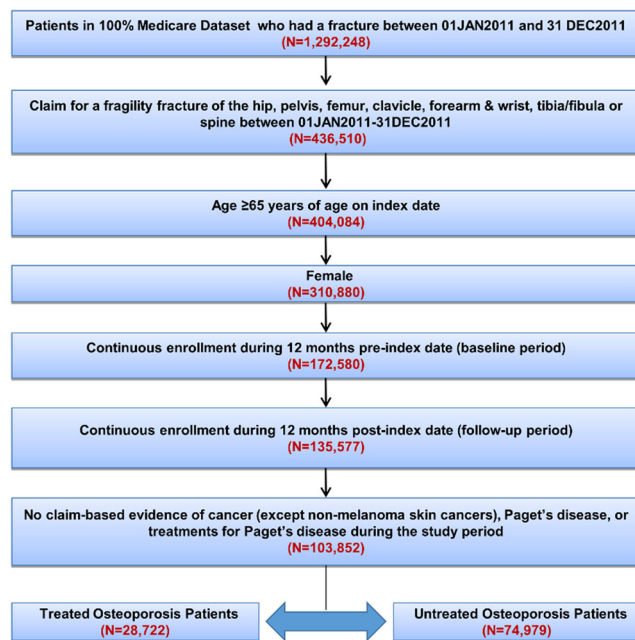 Patients in 100% Medicare Dataset who had a fracture between 01JAN2011 and 31 DEC2011
(N=1,292,248)
Claim for a fragility fracture of the hip, pelvis, femur, clavicle, forearm & wrist, tibia/fibula or
spine between 01JAN2011-31DEC2011
(N=436,510)
Age ≥65 years of age on index date
(N=404,084)
Female
(N=310,880)
Continuous enrollment during 12 months pre-index date (baseline period)
(N=172,580)
Continuous enrollment during 12 months post-index date (follow-up period)
(N=135,577)
No claim-based evidence of cancer (except non-melanoma skin cancers), Paget's disease, or
treatments for Paget's disease during the study period
(N=103,852)
Treated Osteoporosis Patients
(N=28,722)
Untreated Osteoporosis Patients
(N=74,979)